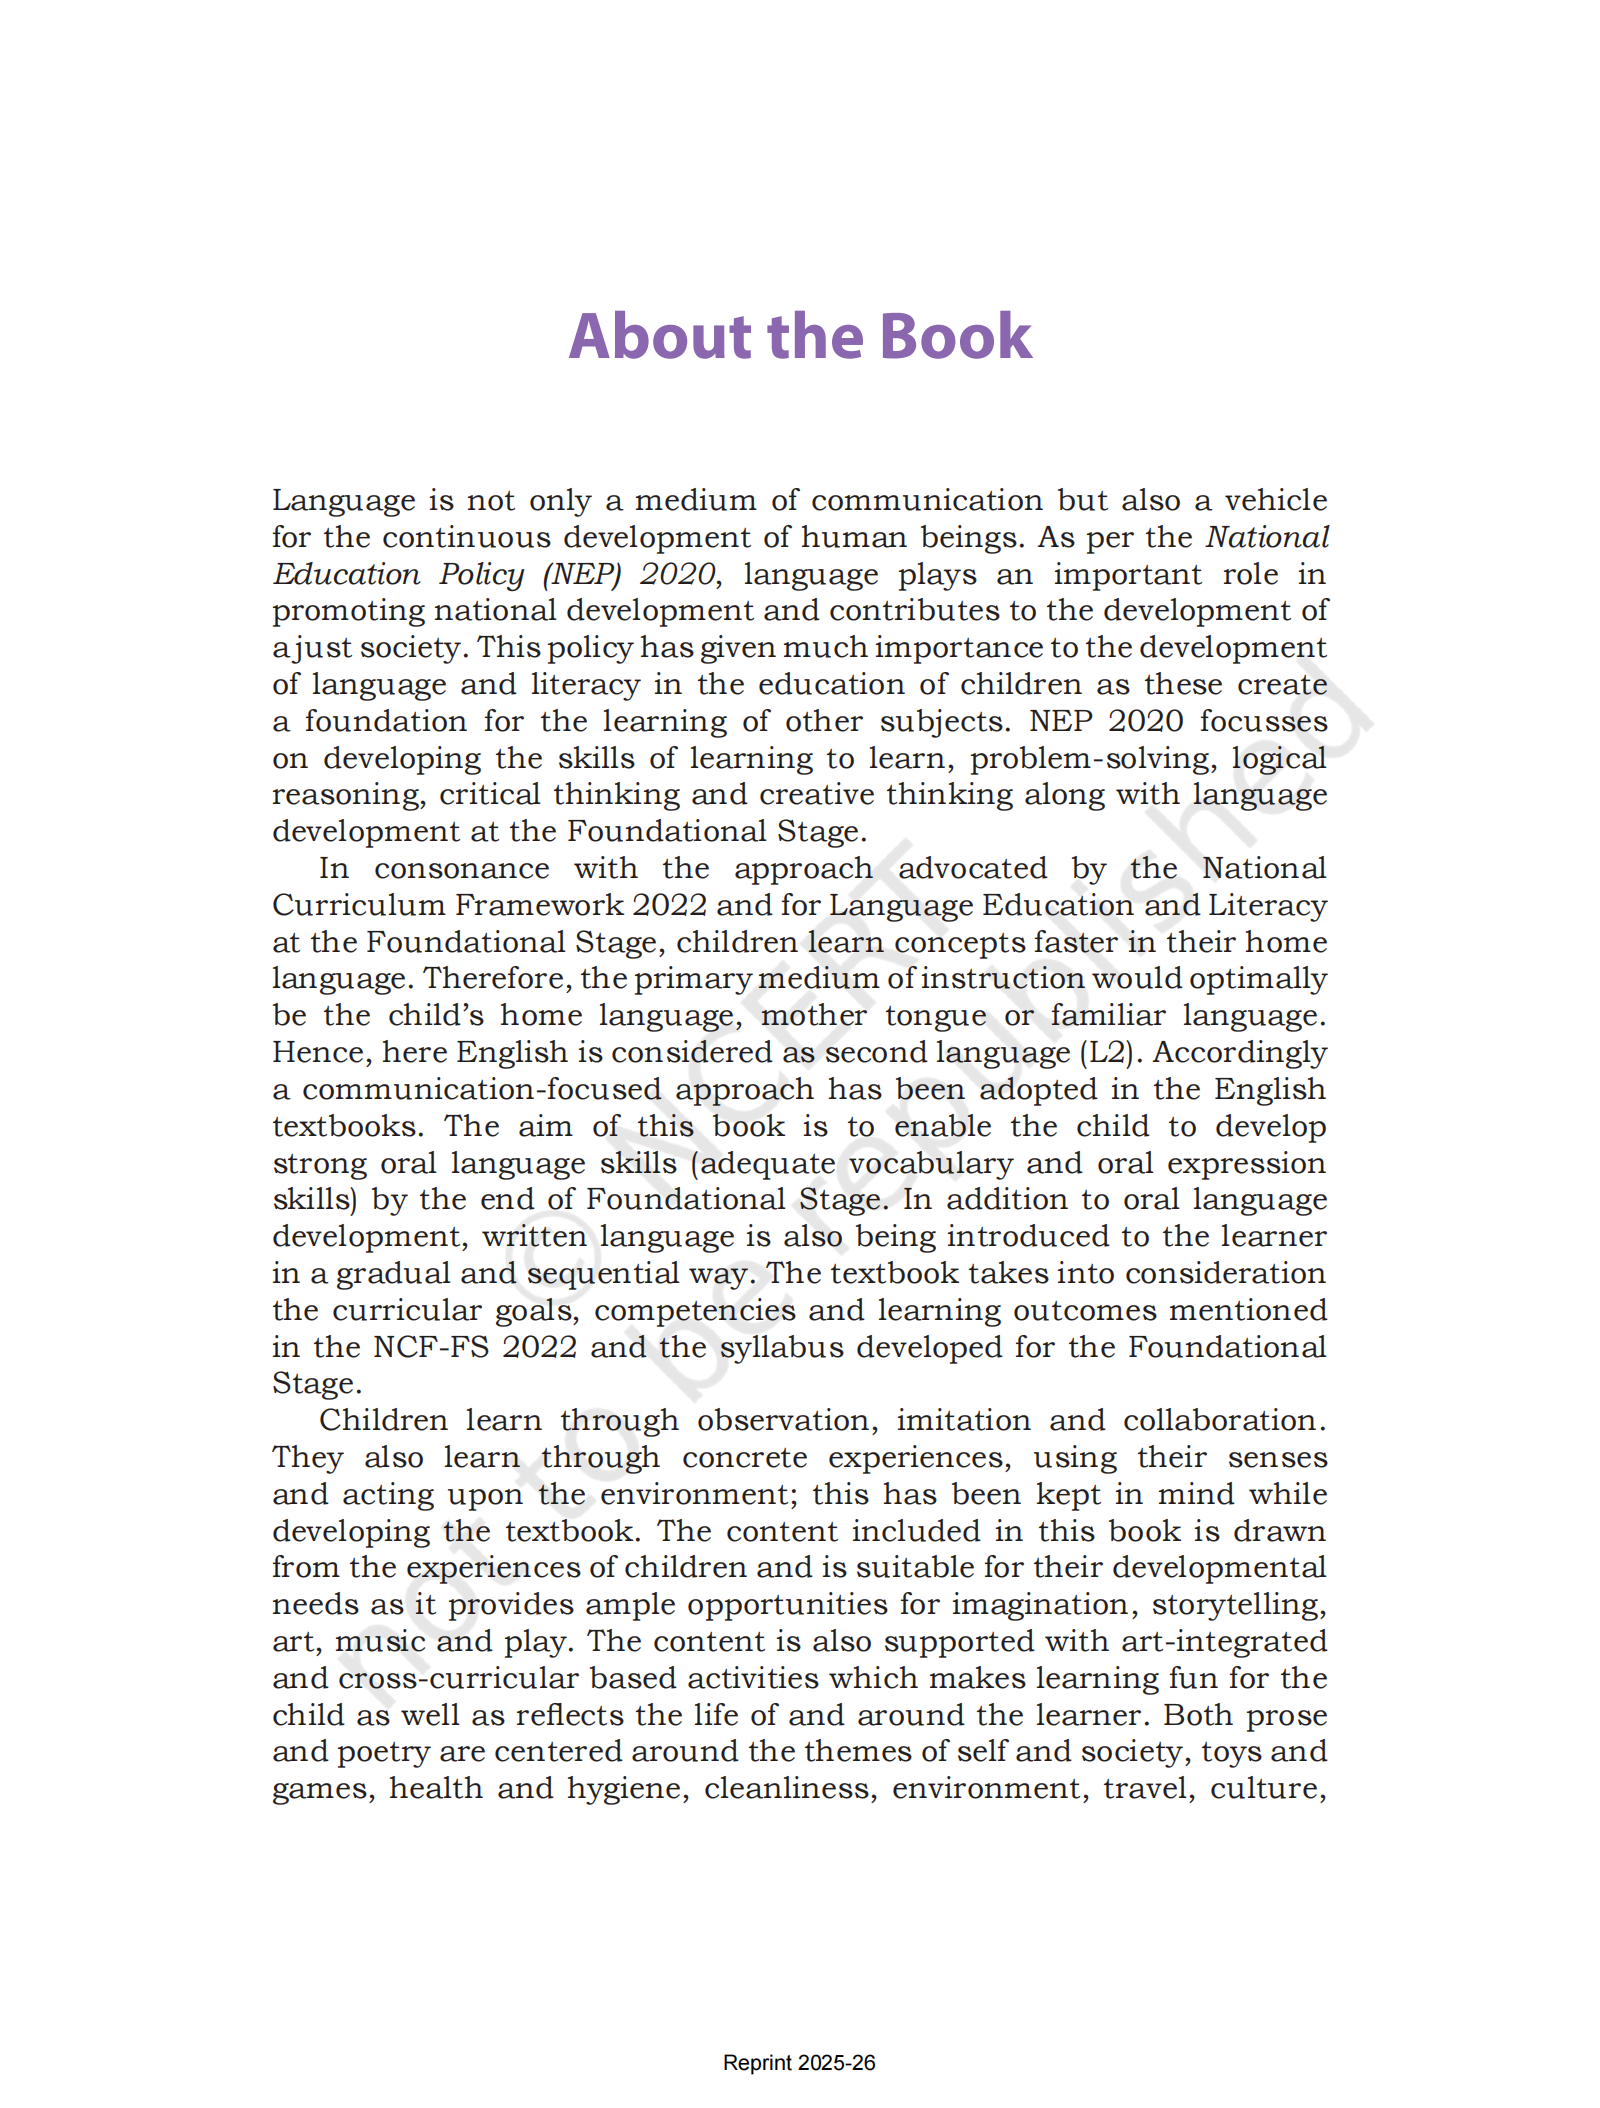 About the Book
Language is not only a medium of communication but also a vehicle
for the continuous development of human beings. As per the National
Education Policy (NEP) 2020, language plays an important role in
promoting national development and contributes to the development of
a just society. This policy has given much importance to the development
of language and literacy in the education of children as these create
a foundation for the learning of other subjects. NEP 2020 focusses
on developing the skills of learning to learn, problem-solving, logical
reasoning, critical thinking and creative thinking along with language
development at the Foundational Stage.
In consonance with the approach advocated by the National
Curriculum Framework 2022 and for Language Education and Literacy
at the Foundational Stage, children learn concepts faster in their home
language. Therefore, the primary medium of instruction would optimally
be the child’s home language, mother tongue or familiar language.
Hence, here English is considered as second language (L2). Accordingly
a communication-focused approach has been adopted in the English
textbooks. The aim of this book is to enable the child to develop
strong oral language skills (adequate vocabulary and oral expression
skills) by the end of Foundational Stage. In addition to oral language
development, written language is also being introduced to the learner
in a gradual and sequential way. The textbook takes into consideration
the curricular goals, competencies and learning outcomes mentioned
in the NCF-FS 2022 and the syllabus developed for the Foundational
Stage.
Children learn through observation, imitation and collaboration.
They also learn through concrete experiences, using their senses
and acting upon the environment; this has been kept in mind while
developing the textbook. The content included in this book is drawn
from the experiences of children and is suitable for their developmental
needs as it provides ample opportunities for imagination, storytelling,
art, music and play. The content is also supported with art-integrated
and cross-curricular based activities which makes learning fun for the
child as well as reflects the life of and around the learner. Both prose
and poetry are centered around the themes of self and society, toys and
games, health and hygiene, cleanliness, environment, travel, culture,
© NCERT
not to be republished
Reprint 2025-26